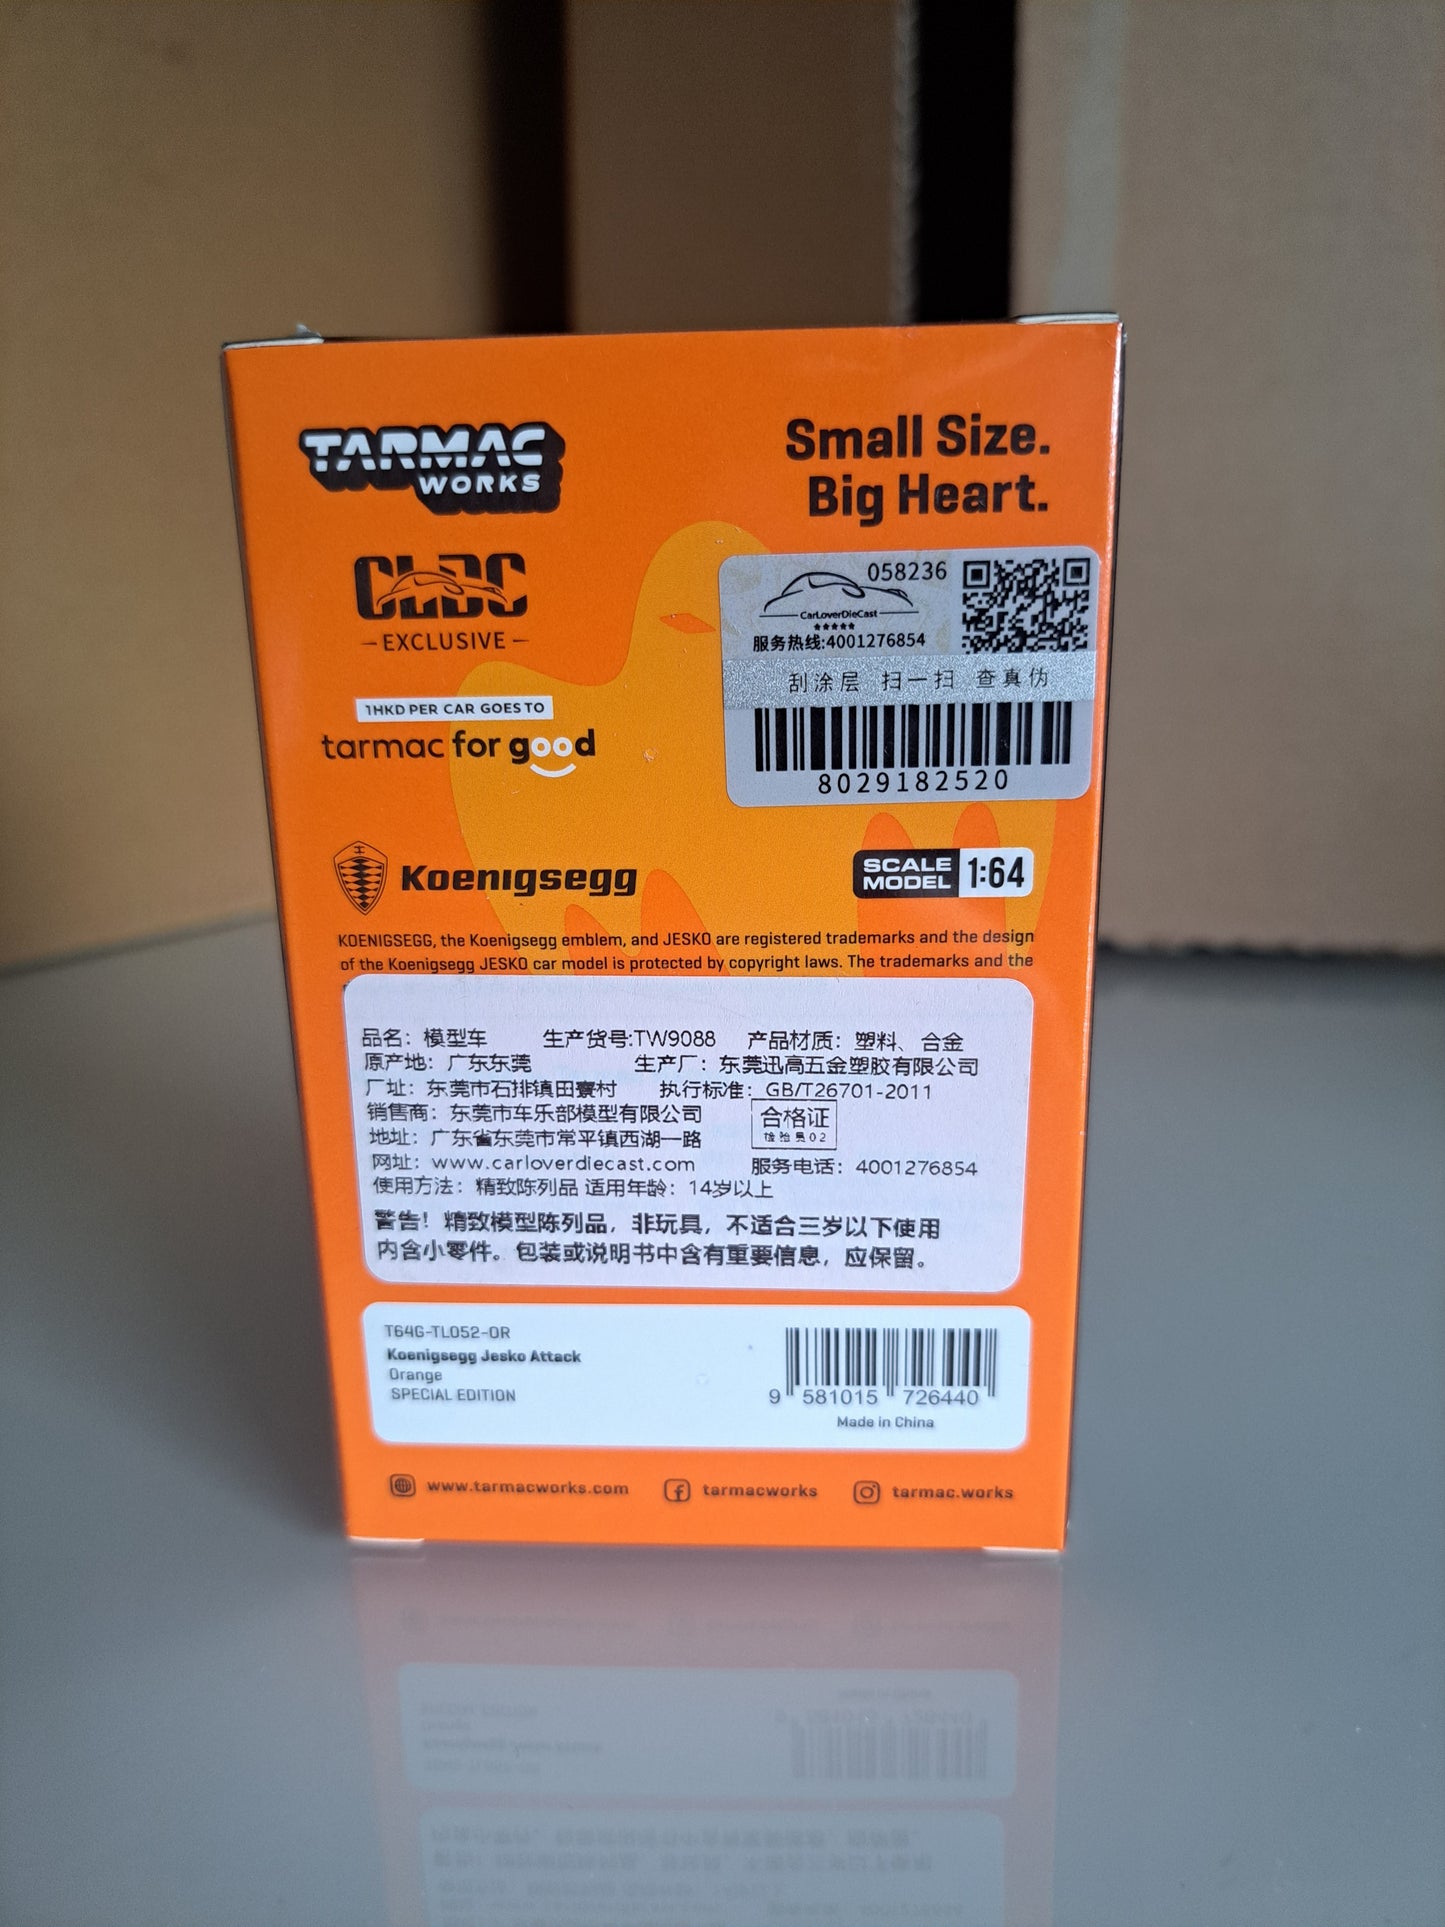 TARMAC
WORKS
Small Size.
Big Heart.
CLDC
EXCLUSIVE
1HKD PER CAR GOES TO
tarmac for good
058236
CarLoverDieCast
服务热线:4001276854
刮涂层 扫一扫 查真伪
8029182520
Koenigsegg
SCALE
MODEL 1:64
KOENIGSEGG, the Koenigsegg emblem, and JESKO are registered trademarks and the design
of the Koenigsegg JESKO car model is protected by copyright laws. The trademarks and the
品名：模型车 生产货号:TW9088 产品材质：塑料、合金
原产地：广东东莞 生产厂：东莞迅高五金塑胶有限公司
厂址：东莞市石排镇田寮村 执行标准：GB/T26701-2011
销售商：东莞市车乐部模型有限公司 合格证
检验员02
地址：广东省东莞市常平镇西湖一路
网址：www.carloverdiecast.com 服务电话：4001276854
使用方法：精致陈列品 适用年龄：14岁以上
警告！精致模型陈列品，非玩具，不适合三岁以下使用
内含小零件。包装或说明书中含有重要信息，应保留。
T64G-TL052-OR
Koenigsegg Jesko Attack
Orange
SPECIAL EDITION
9 581015 726440
Made in China
www.tarmacworks.com tarmacworks tarmac.works